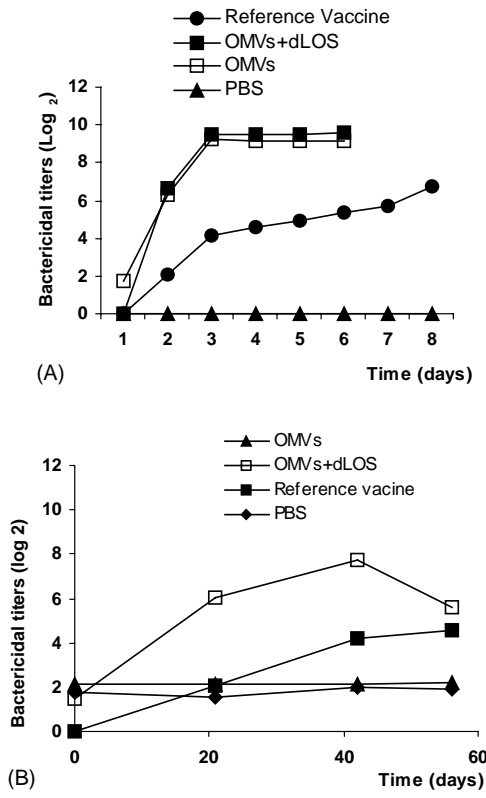 Reference Vaccine
OMVs+dLOS
OMVs
PBS
Bactericidal titers (Log 2)
12
10
8
6
4
2
0
1 2 3 4 5 6 7 8
Time (days)
(A)
OMVs
OMVs+dLOS
Reference vacine
PBS
Bactericidal titers (log 2)
12
10
8
6
4
2
0
0 20 40 60
Time (days)
(B)